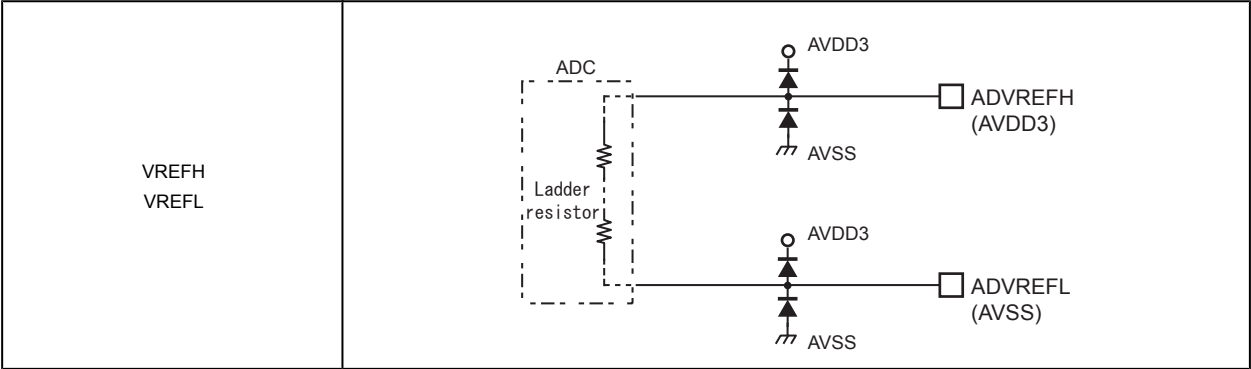 VREFH
VREFL
ADC
Ladder
resistor
AVDD3
ADVREFH
(AVDD3)
AVSS
AVDD3
ADVREFL
(AVSS)
AVSS